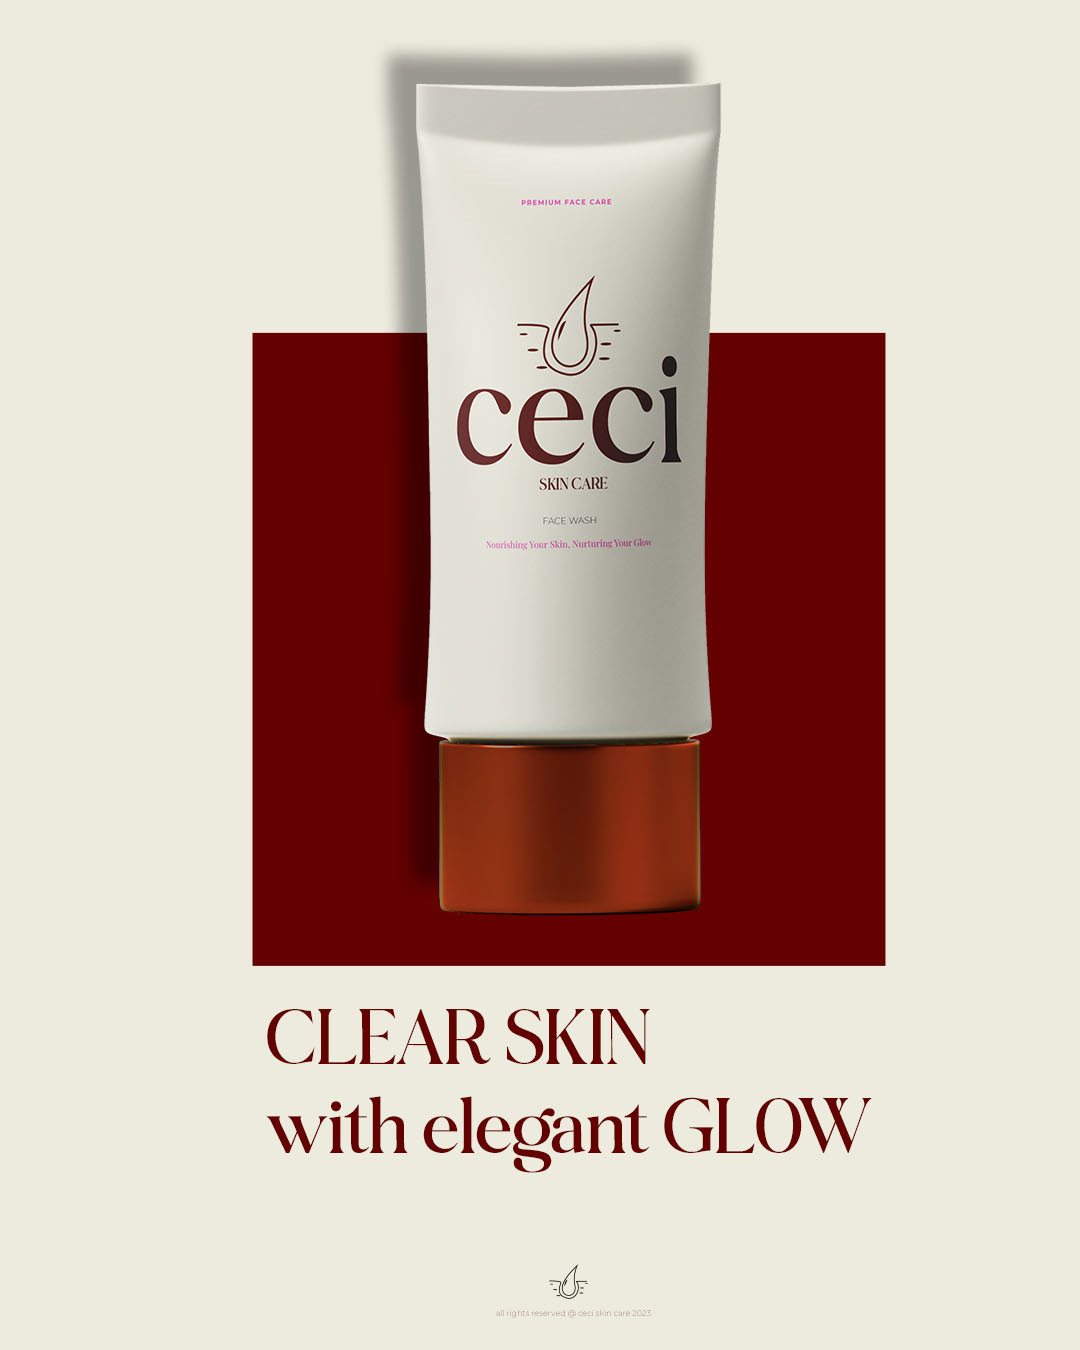 PREMIUM FACE CARE
ceci
SKIN CARE
FACE WASH
Nourishing Your Skin, Nurturing Your Glow
CLEAR SKIN
with elegant GLOW
all rights reserved @ ceci skin care 2023